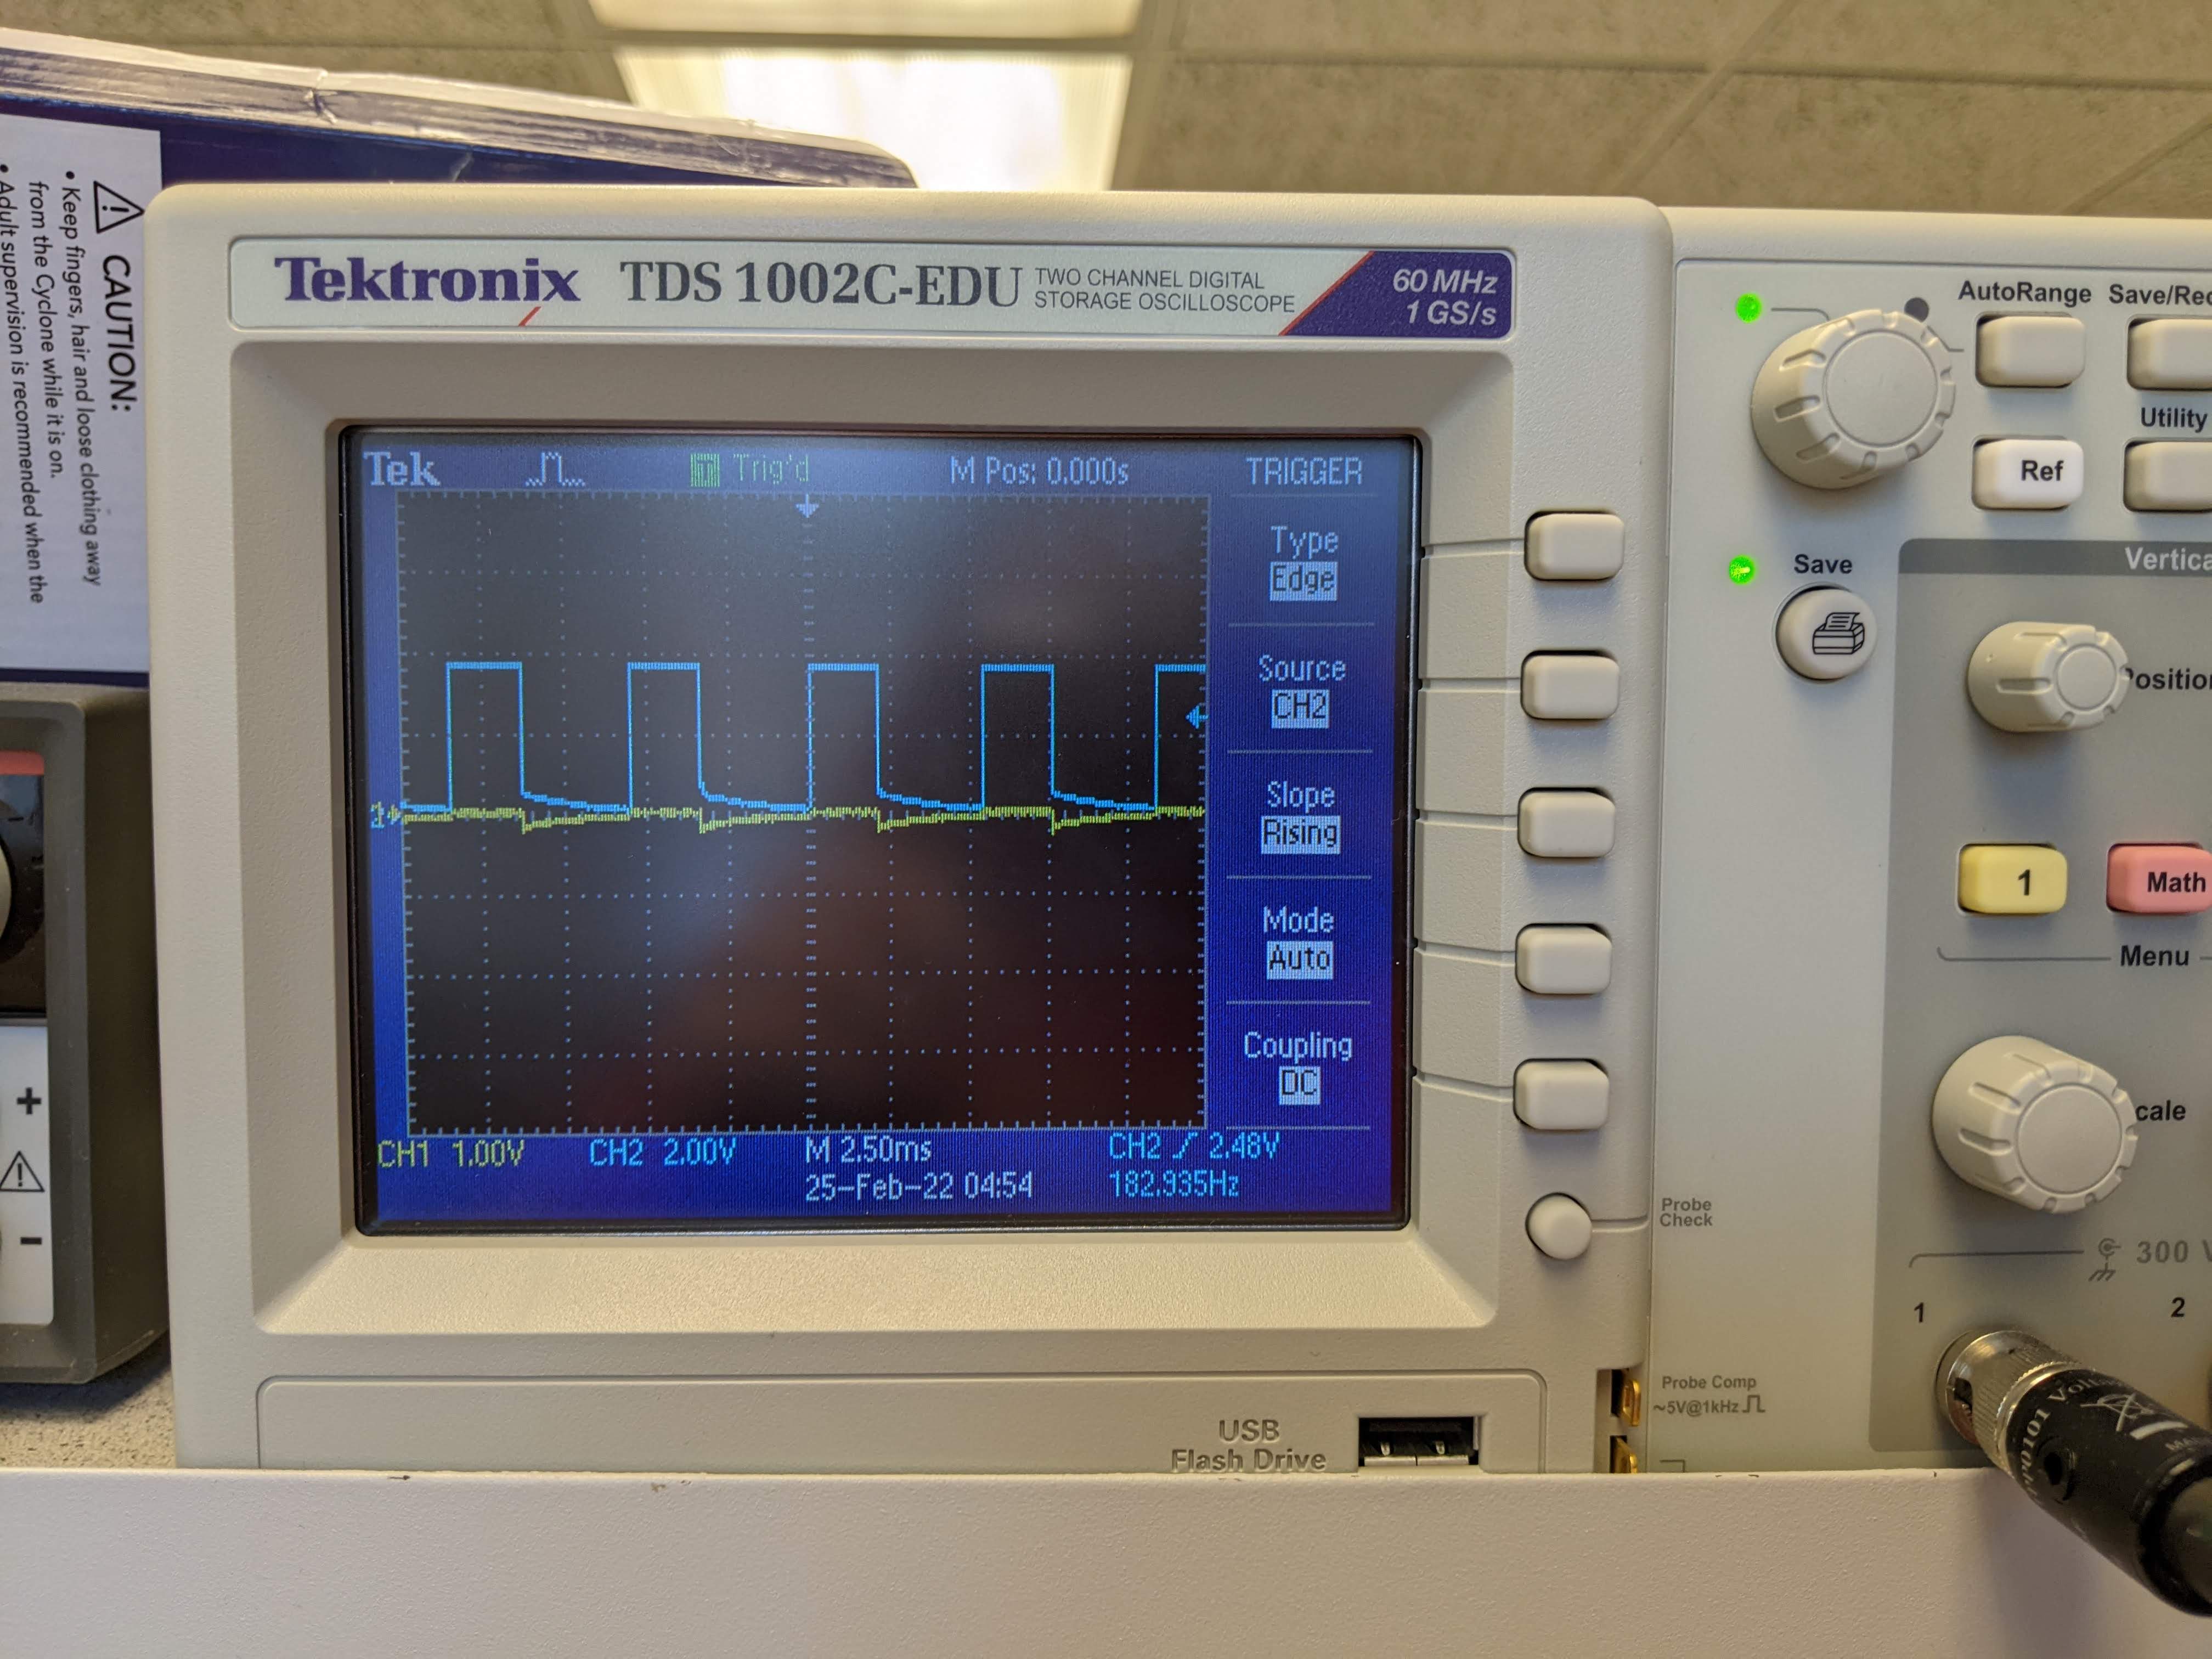 CAUTION:
• Keep fingers, hair and loose clothing away
from the Cyclone while it is on.
• Adult supervision is recommended when the
Tektronix TDS 1002C-EDU TWO CHANNEL DIGITAL
STORAGE OSCILLOSCOPE
60 MHz
1 GS/s
Tek
Trig'd
M Pos: 0.000s
TRIGGER
Type
Edge
Source
CH2
Slope
Rising
Mode
Auto
Coupling
DC
CH1 1.00V
CH2 2.00V
M 2.50ms
CH2 2.48V
25-Feb-22 04:54
182.935Hz
+
−
AutoRange
Save/Rec
Ref
Utility
Save
Vertica
Position
1
Math
Menu
cale
Probe
Check
300 V
1
2
Probe Comp
~5V@1kHz
USB
Flash Drive